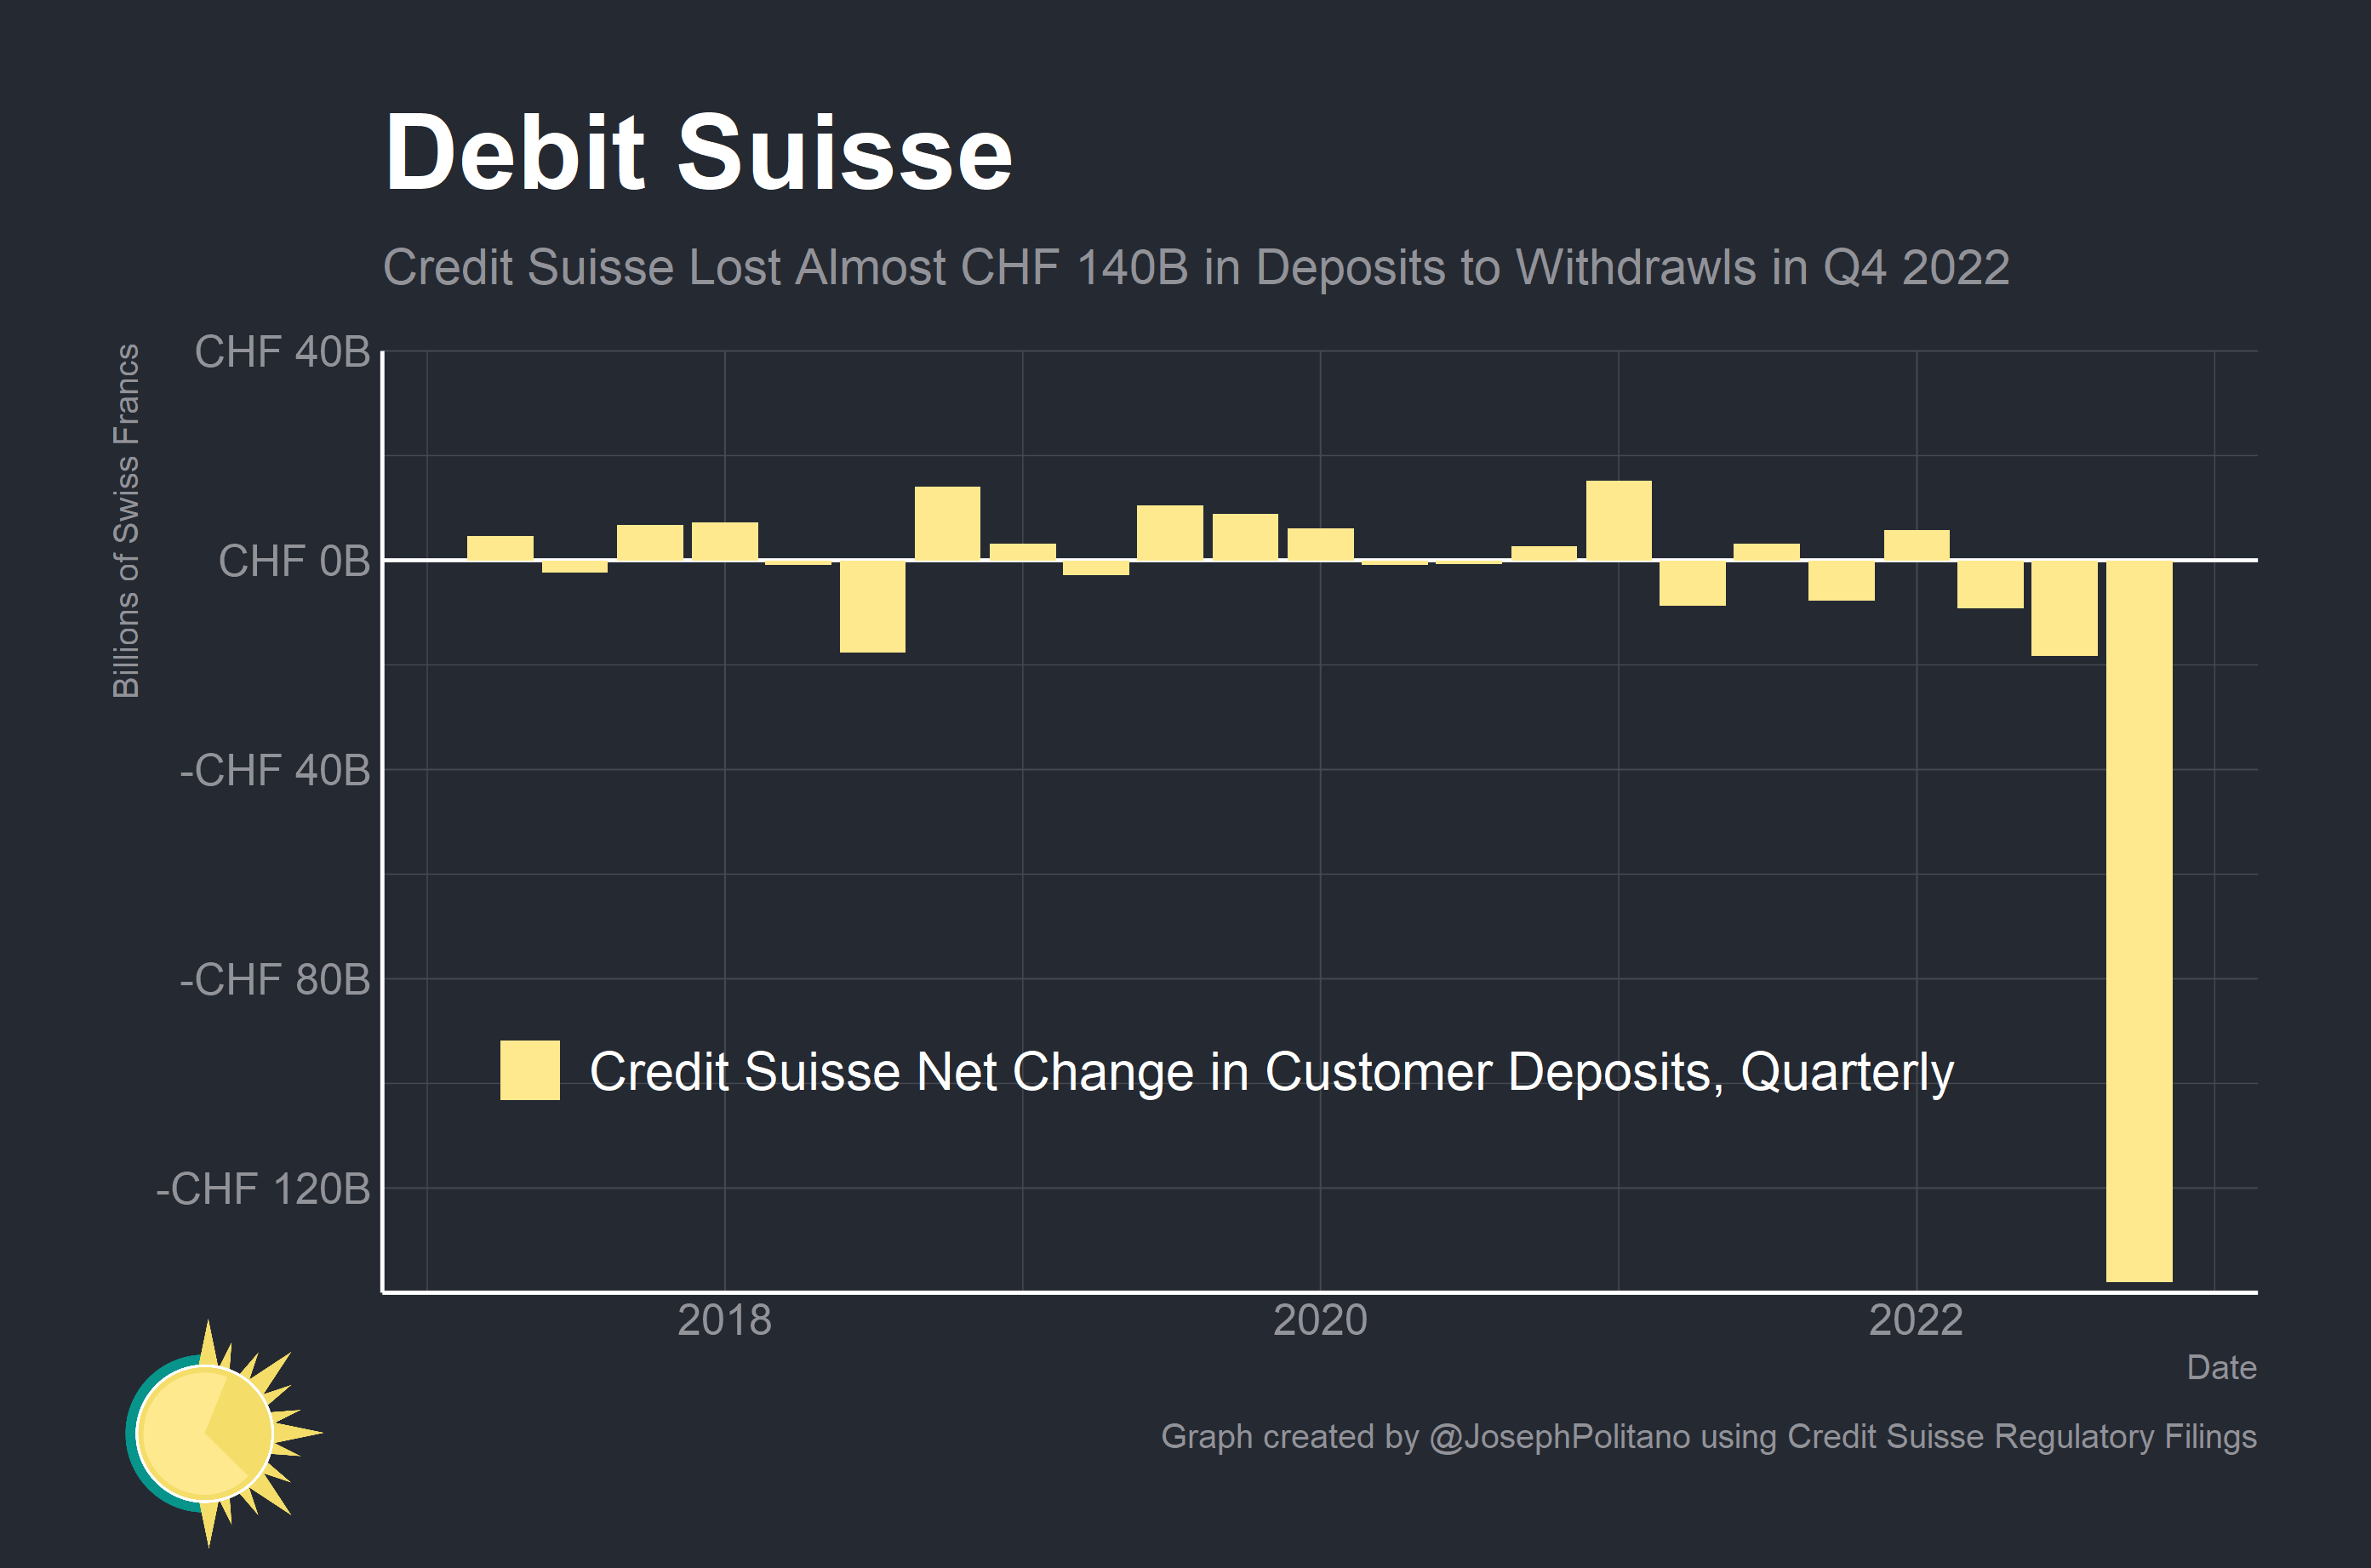 Debit Suisse
Credit Suisse Lost Almost CHF 140B in Deposits to Withdrawls in Q4 2022
Billions of Swiss Francs
CHF 40B
CHF 0B
-CHF 40B
-CHF 80B
-CHF 120B
Credit Suisse Net Change in Customer Deposits, Quarterly
2018
2020
2022
Date
Graph created by @JosephPolitano using Credit Suisse Regulatory Filings